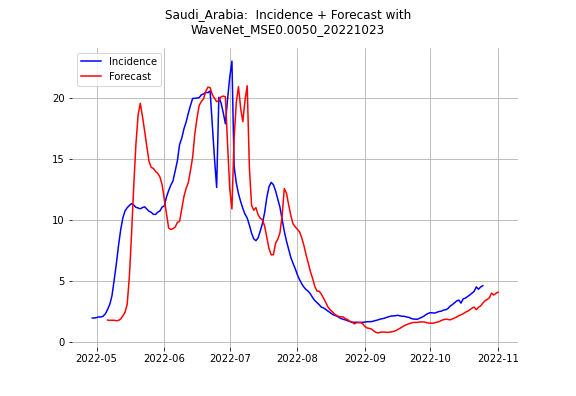 Saudi_Arabia:  Incidence + Forecast with
WaveNet_MSE0.0050_20221023
Incidence
Forecast
20
15
10
5
0
2022-05 2022-06 2022-07 2022-08 2022-09 2022-10 2022-11